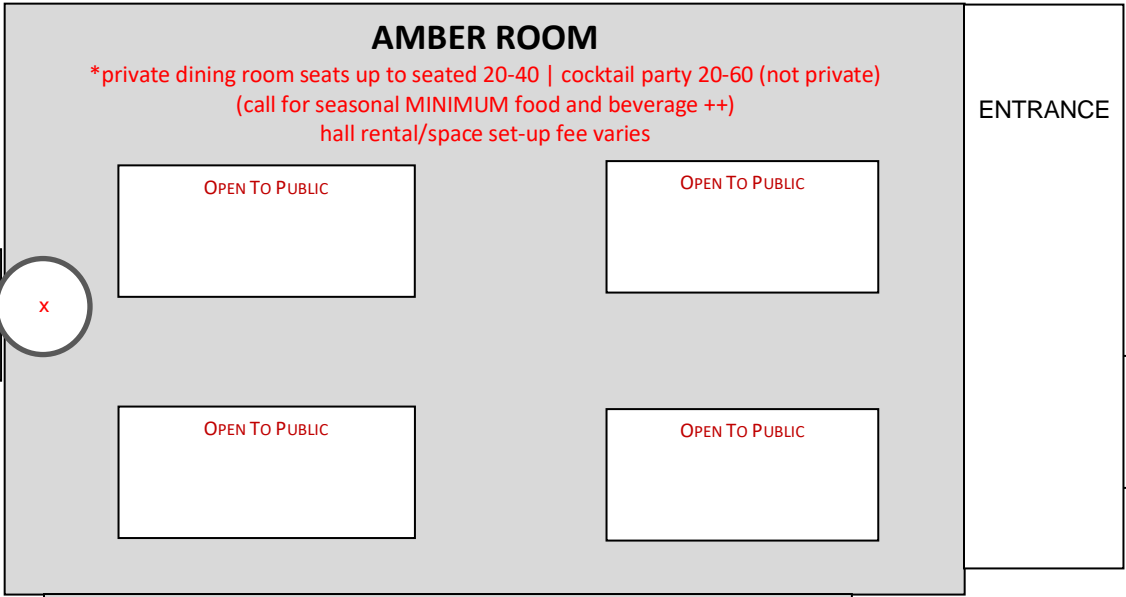 AMBER ROOM
*private dining room seats up to seated 20-40 | cocktail party 20-60 (not private)
(call for seasonal MINIMUM food and beverage ++)
hall rental/space set-up fee varies
ENTRANCE
OPEN TO PUBLIC
OPEN TO PUBLIC
x
OPEN TO PUBLIC
OPEN TO PUBLIC